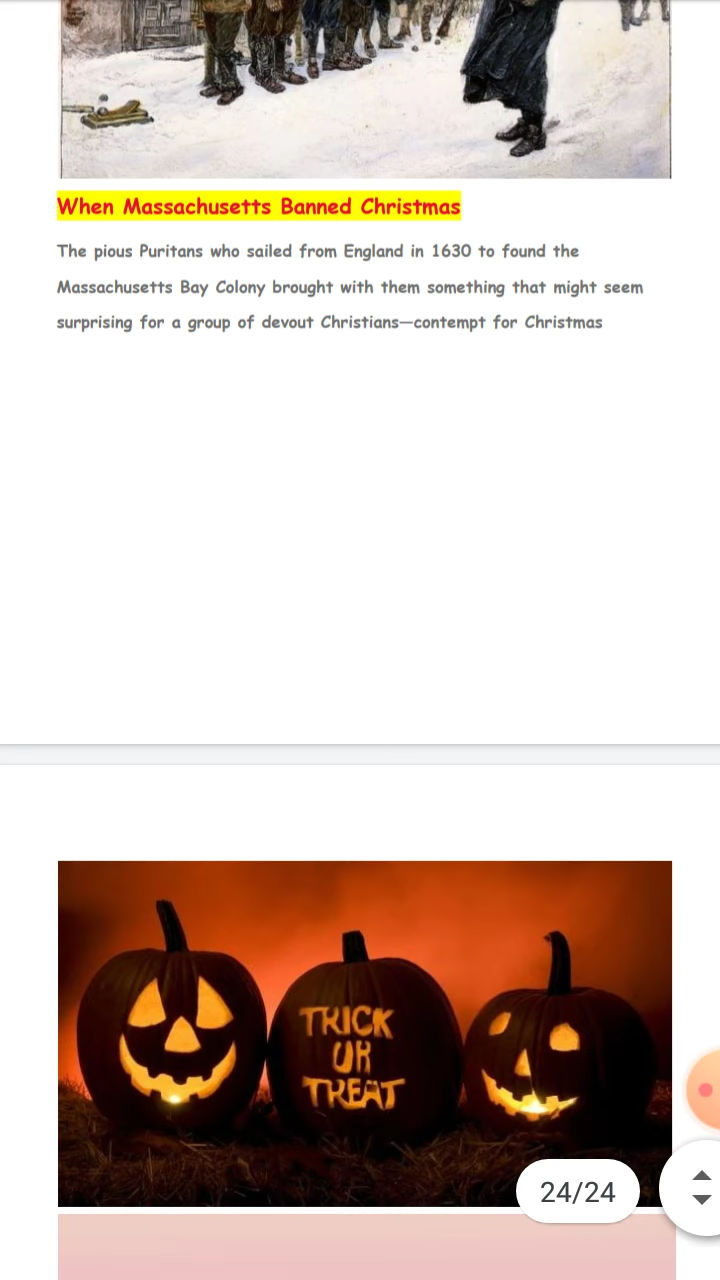 When Massachusetts Banned Christmas
The pious Puritans who sailed from England in 1630 to found the
Massachusetts Bay Colony brought with them something that might seem
surprising for a group of devout Christians—contempt for Christmas
TRICK
OR
TREAT
24/24